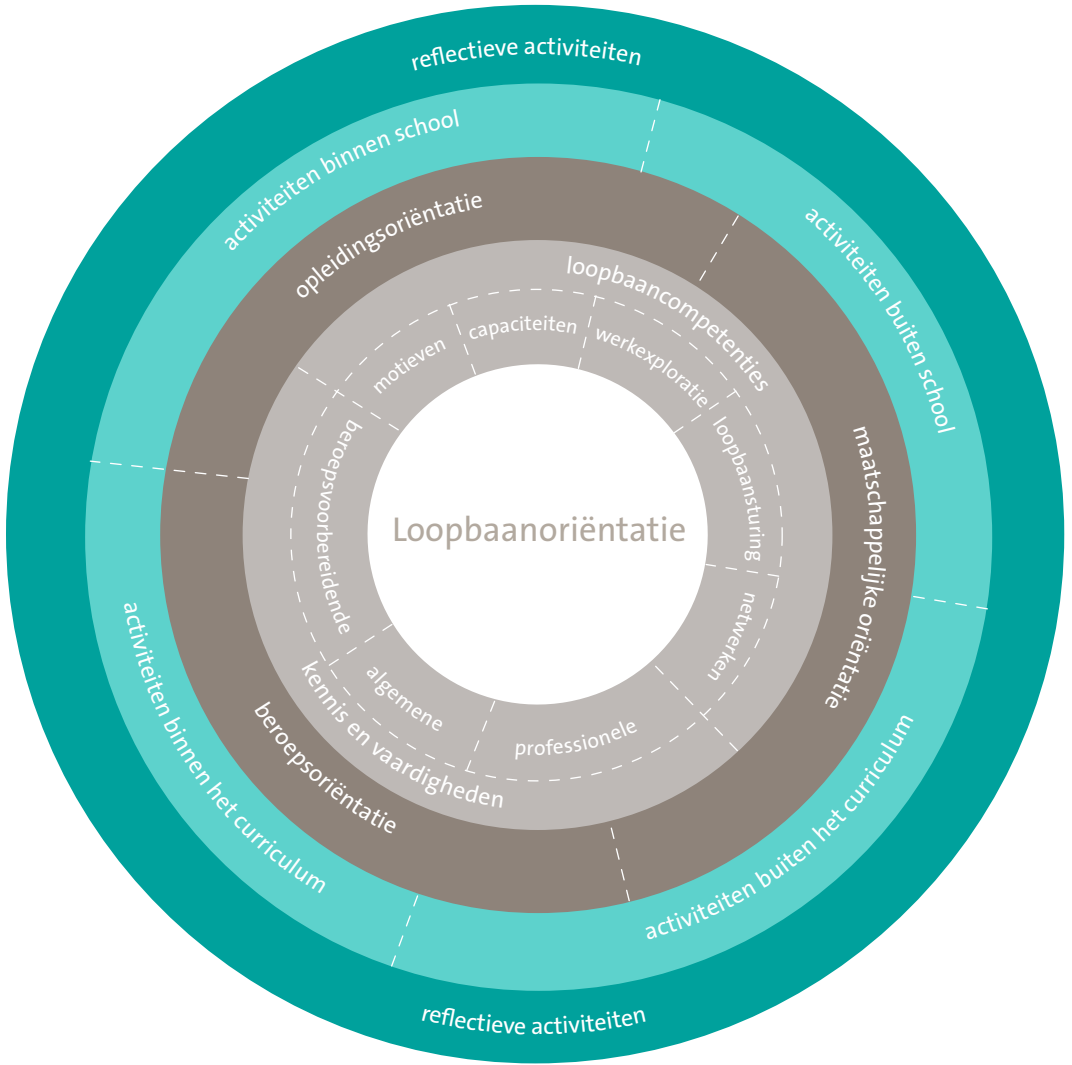 reflectieve activiteiten
activiteiten binnen school
activiteiten buiten school
opleidingsoriëntatie
loopbaancompetenties
motieven
capaciteiten
werkexploratie
loopbaansturing
netwerken
beroepsvoorbereidende
Loopbaanoriëntatie
maatschappelijke oriëntatie
algemene
professionele
kennis en vaardigheden
beroepsoriëntatie
activiteiten binnen het curriculum
activiteiten buiten het curriculum
reflectieve activiteiten